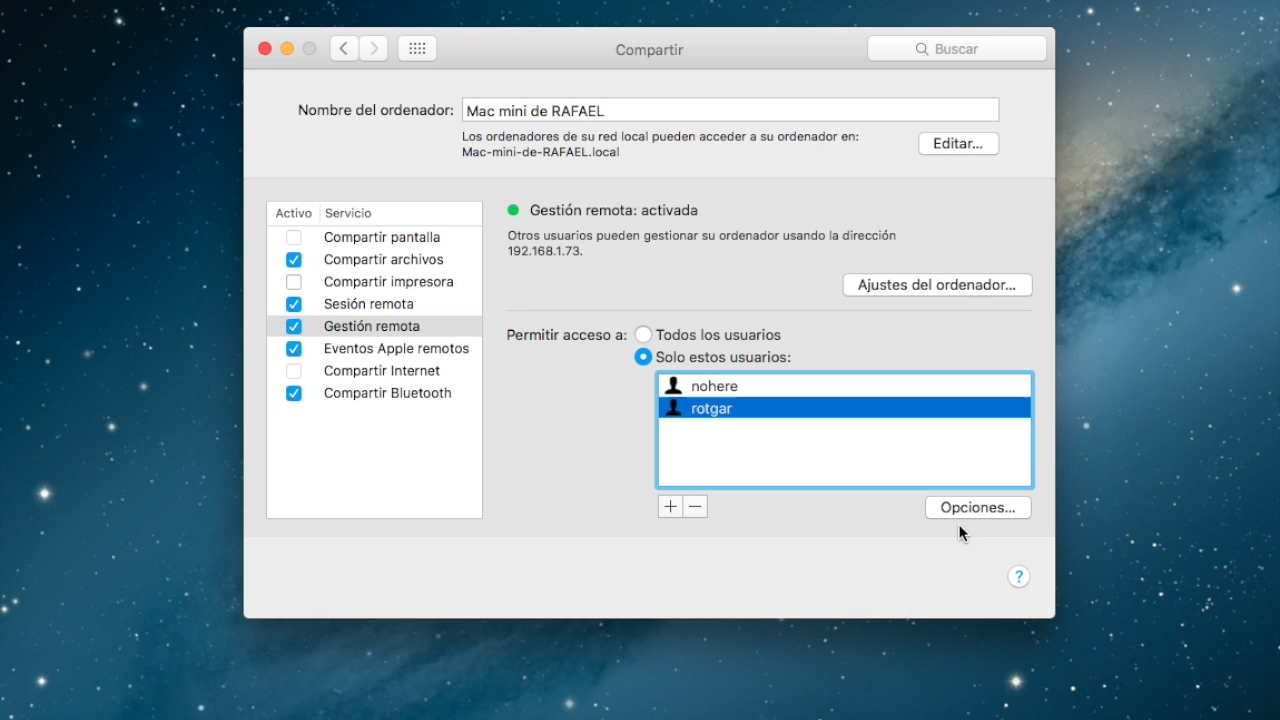 Compartir
Buscar
Nombre del ordenador: Mac mini de RAFAEL
Los ordenadores de su red local pueden acceder a su ordenador en:
Mac-mini-de-RAFAEL.local
Editar...
Activo Servicio
Compartir pantalla
Compartir archivos
Compartir impresora
Sesión remota
Gestión remota
Eventos Apple remotos
Compartir Internet
Compartir Bluetooth
Gestión remota: activada
Otros usuarios pueden gestionar su ordenador usando la dirección
192.168.1.73.
Ajustes del ordenador...
Permitir acceso a: Todos los usuarios
Solo estos usuarios:
nohere
rotgar
+ −
Opciones...
?